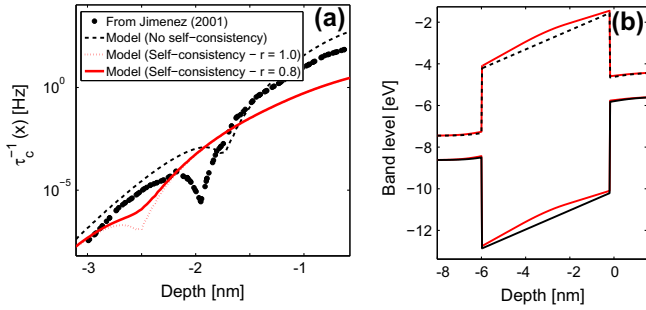 (a)
From Jimenez (2001)
Model (No self−consistency)
Model (Self−consistency − r = 1.0)
Model (Self−consistency − r = 0.8)
τc⁻¹ (x) [Hz]
10⁰
10⁻⁵
-3 -2 -1
Depth [nm]
(b)
Band level [eV]
−2
−4
−6
−8
−10
−12
−8 −6 −4 −2 0
Depth [nm]